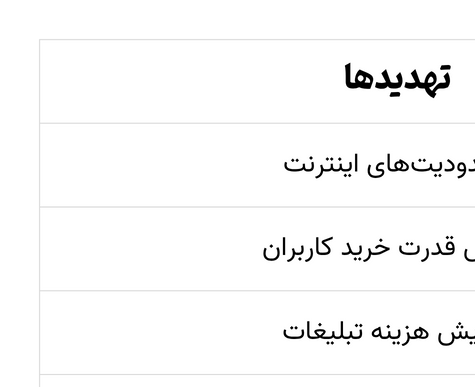 تهدیدها
اینترنت
قدرت خرید کاربران
هزینه تبلیغات